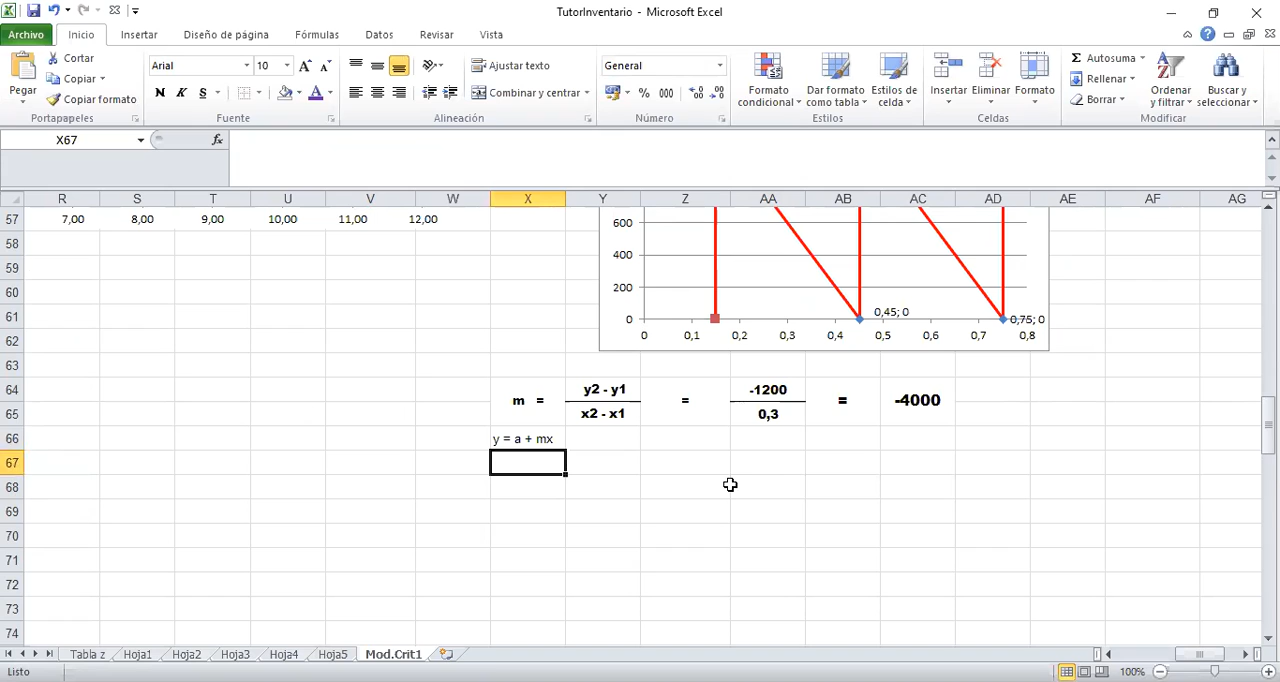 TutorInventario - Microsoft Excel
Archivo Inicio Insertar Diseño de página Fórmulas Datos Revisar Vista
Pegar
Cortar
Copiar
Copiar formato
Portapapeles
Arial 10
N K S
Fuente
Ajustar texto
Combinar y centrar
Alineación
General
% 000
Número
Formato condicional
Dar formato como tabla
Estilos de celda
Estilos
Insertar Eliminar Formato
Celdas
Σ Autosuma
Rellenar
Borrar
Ordenar y filtrar
Buscar y seleccionar
Modificar
X67 fx
R S T U V W X Y Z AA AB AC AD AE AF AG
57 7,00 8,00 9,00 10,00 11,00 12,00
58
59
60
61
62
63
64
65
66
67
68
69
70
71
72
73
74
600
400
200
0
0,45; 0
0,75; 0
0 0,1 0,2 0,3 0,4 0,5 0,6 0,7 0,8
m = y2 - y1 = -1200 = -4000
x2 - x1 0,3
y = a + mx
Tabla z Hoja1 Hoja2 Hoja3 Hoja4 Hoja5 Mod.Crit1
Listo 100%